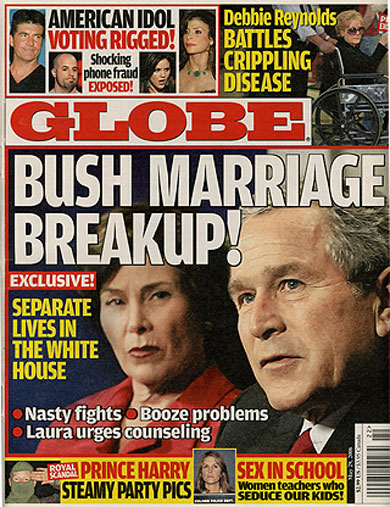 AMERICAN IDOL
VOTING RIGGED!
Shocking
phone fraud
EXPOSED!
Debbie Reynolds
BATTLES
CRIPPLING
DISEASE
GLOBE
BUSH MARRIAGE
BREAKUP!
EXCLUSIVE!
SEPARATE
LIVES IN
THE WHITE
HOUSE
• Nasty fights • Booze problems
• Laura urges counseling
ROYAL
SCANDAL
PRINCE HARRY
STEAMY PARTY PICS
SEX IN SCHOOL
Women teachers who
SEDUCE OUR KIDS!